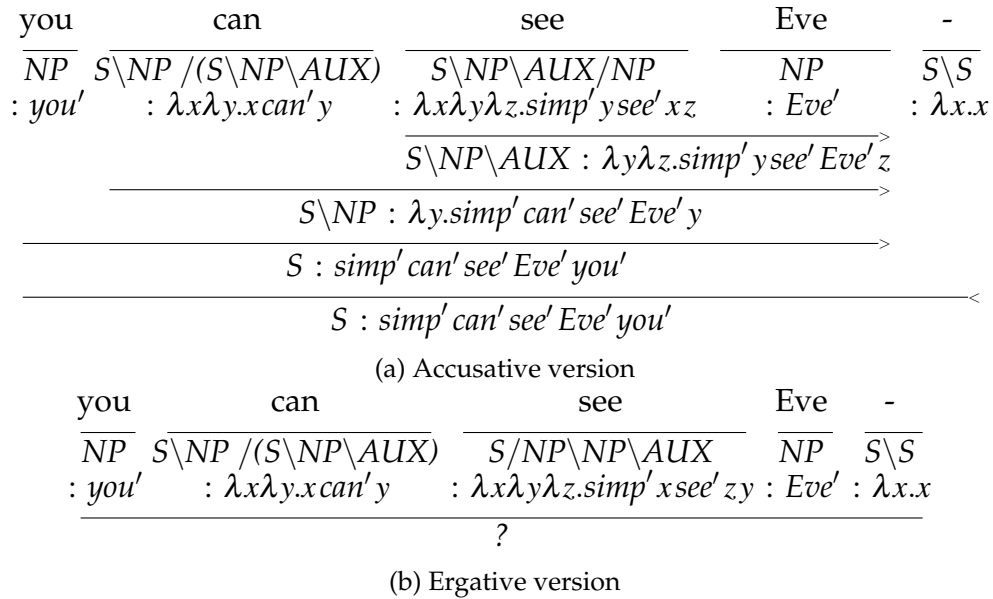 you can see Eve -
NP S\NP /(S\NP\AUX) S\NP\AUX/NP NP S\S
: you′ : λxλy.x can′ y : λxλyλz.simp′ y see′ x z : Eve′ : λx.x
>
S\NP\AUX : λyλz.simp′ y see′ Eve′ z
>
S\NP : λy.simp′ can′ see′ Eve′ y
>
S : simp′ can′ see′ Eve′ you′
<
S : simp′ can′ see′ Eve′ you′
(a) Accusative version
you can see Eve -
NP S\NP /(S\NP\AUX) S/NP\NP\AUX NP S\S
: you′ : λxλy.x can′ y : λxλyλz.simp′ x see′ z y : Eve′ : λx.x
?
(b) Ergative version